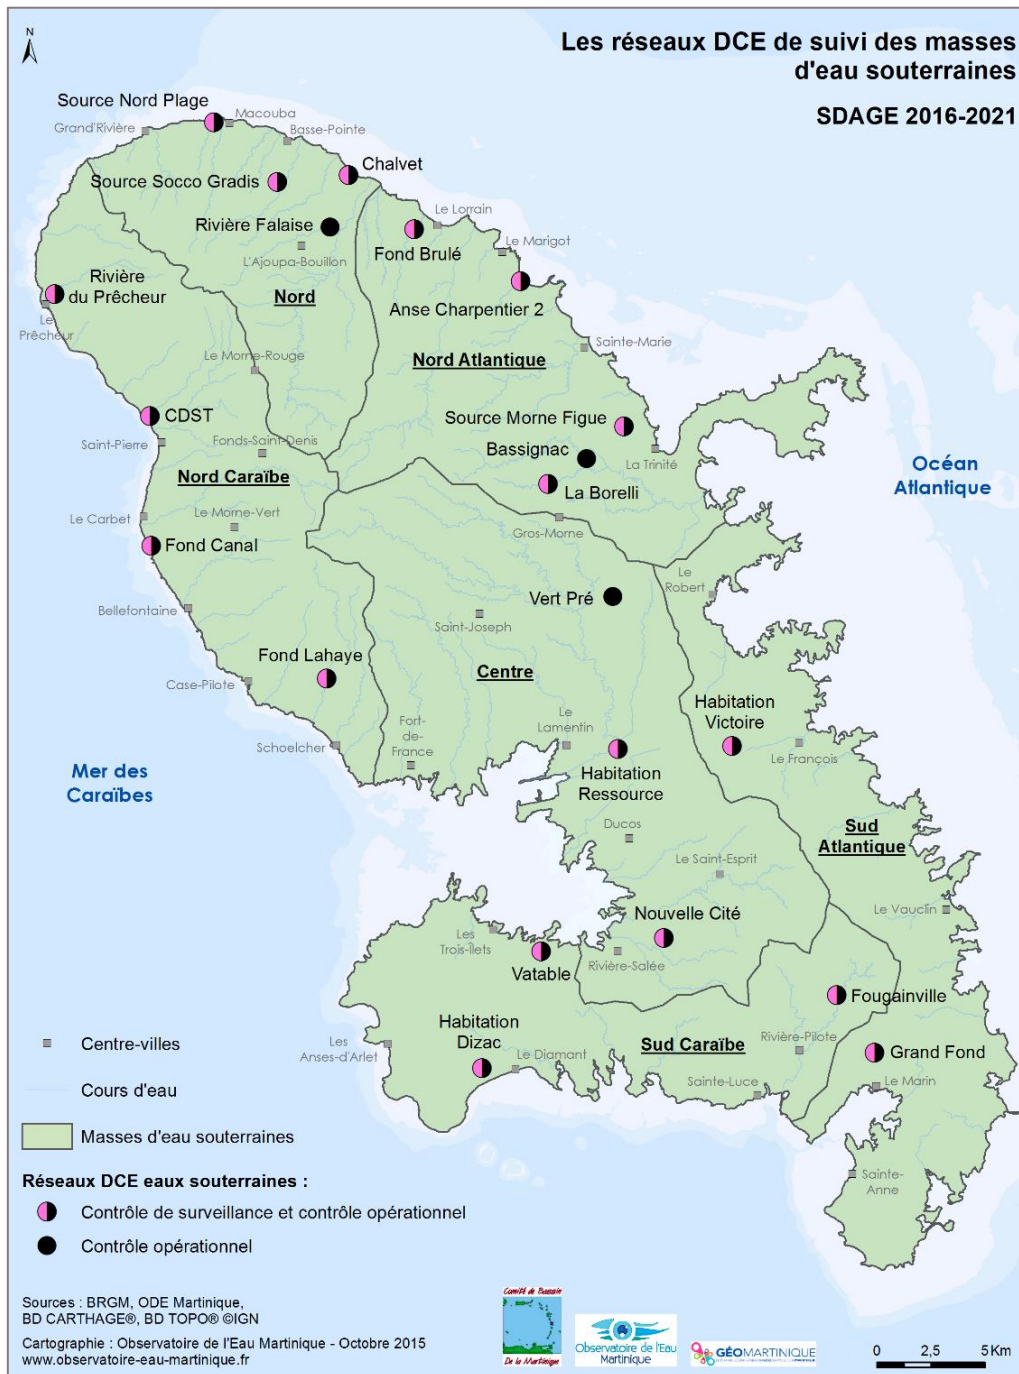 N
Les réseaux DCE de suivi des masses
d'eau souterraines
SDAGE 2016-2021
Source Nord Plage
Macouba
Grand'Rivière
Basse-Pointe
Chalvet
Source Socco Gradis
Rivière Falaise
Le Lorrain
L'Ajoupa-Bouillon
Fond Brulé
Le Marigot
Rivière
du Prêcheur
Nord
Anse Charpentier 2
Le
Prêcheur
Sainte-Marie
Le Morne-Rouge
Nord Atlantique
CDST
Source Morne Figue
Saint-Pierre
Fonds-Saint-Denis
Bassignac
La Trinité
Océan
Atlantique
Nord Caraïbe
La Borelli
Le Carbet
Le Morne-Vert
Gros-Morne
Fond Canal
Le
Robert
Vert Pré
Bellefontaine
Saint-Joseph
Fond Lahaye
Centre
Case-Pilote
Habitation
Victoire
Fort-
de-
France
Le
Lamentin
Schoelcher
Le François
Mer des
Caraïbes
Habitation
Ressource
Ducos
Sud
Atlantique
Le Saint-Esprit
Nouvelle Cité
Le Vauclin
Les
Trois-Îlets
Vatable
Rivière-Salée
Fougainville
Habitation
Dizac
Les
Anses-d'Arlet
Le Diamant
Sud Caraïbe
Rivière-Pilote
Grand Fond
Sainte-Luce
Le Marin
Sainte-
Anne
Centre-villes
Cours d'eau
Masses d'eau souterraines
Réseaux DCE eaux souterraines :
Contrôle de surveillance et contrôle opérationnel
Contrôle opérationnel
Sources : BRGM, ODE Martinique,
BD CARTHAGE®, BD TOPO® ©IGN
Cartographie : Observatoire de l'Eau Martinique - Octobre 2015
www.observatoire-eau-martinique.fr
Comité de Bassin
De la Martinique
Observatoire de l'Eau
Martinique
GÉOMARTINIQUE
0 2,5 5 Km